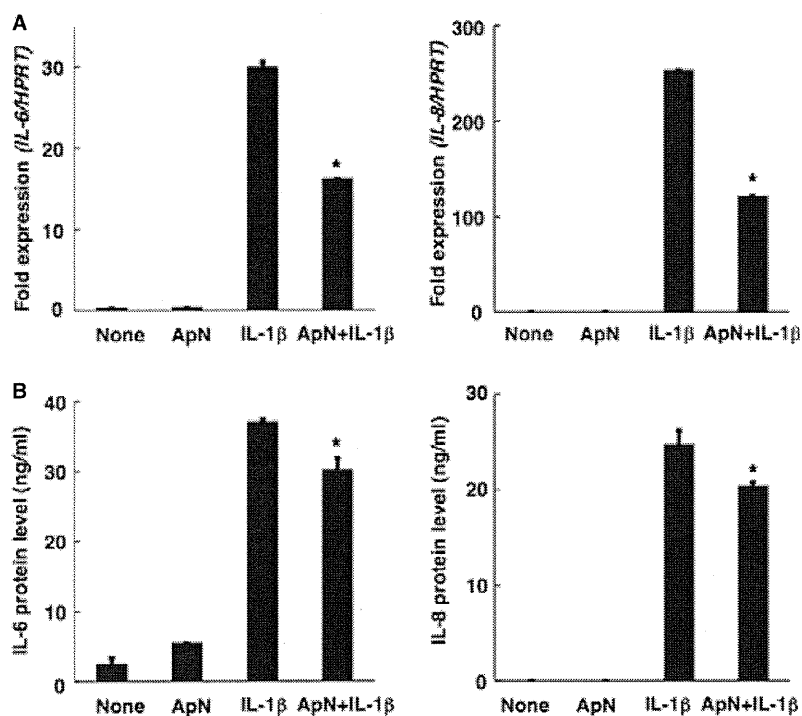 A
Fold expression (IL-6/HPRT)
30
20
10
0
None ApN IL-1β ApN+IL-1β
*
Fold expression (IL-8/HPRT)
300
200
100
0
None ApN IL-1β ApN+IL-1β
*
B
IL-6 protein level (ng/ml)
40
30
20
10
0
None ApN IL-1β ApN+IL-1β
*
IL-8 protein level (ng/ml)
30
20
10
0
None ApN IL-1β ApN+IL-1β
*